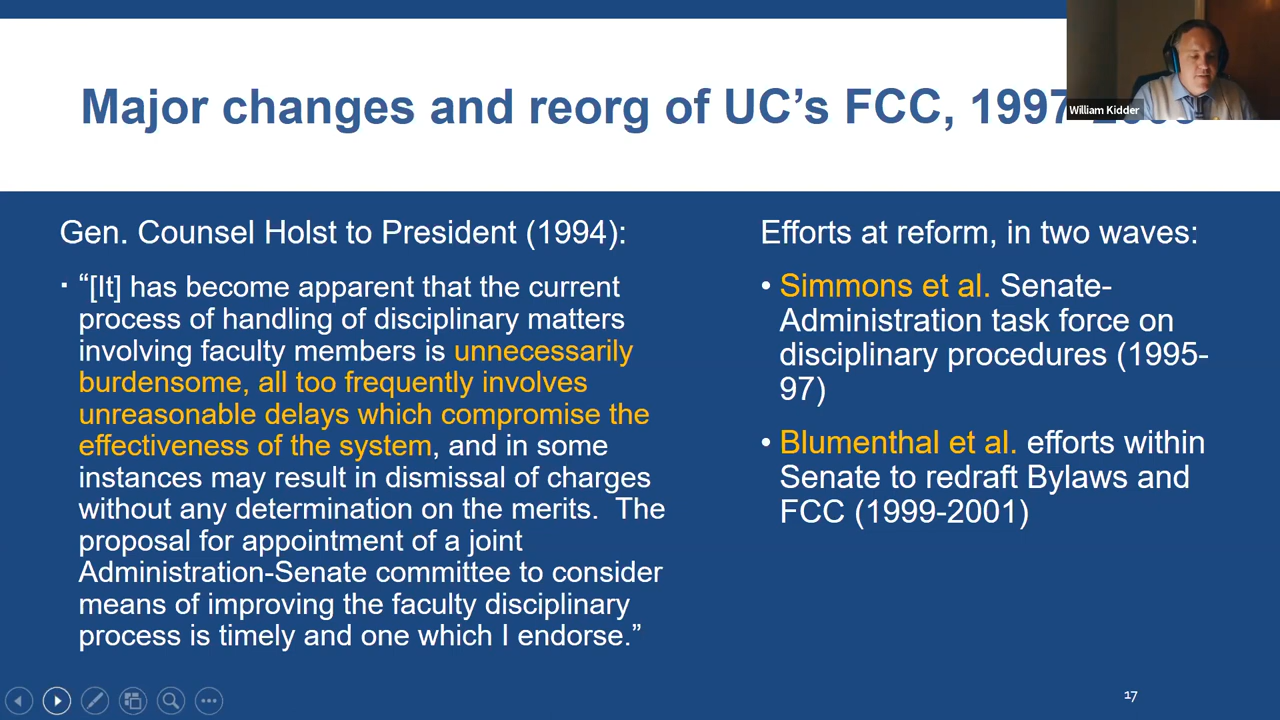 Major changes and reorg of UC’s FCC, 1997
William Kidder
Gen. Counsel Holst to President (1994):
▪ “[It] has become apparent that the current
process of handling of disciplinary matters
involving faculty members is unnecessarily
burdensome, all too frequently involves
unreasonable delays which compromise the
effectiveness of the system, and in some
instances may result in dismissal of charges
without any determination on the merits. The
proposal for appointment of a joint
Administration-Senate committee to consider
means of improving the faculty disciplinary
process is timely and one which I endorse.”
Efforts at reform, in two waves:
• Simmons et al. Senate-
Administration task force on
disciplinary procedures (1995-
97)
• Blumenthal et al. efforts within
Senate to redraft Bylaws and
FCC (1999-2001)
17